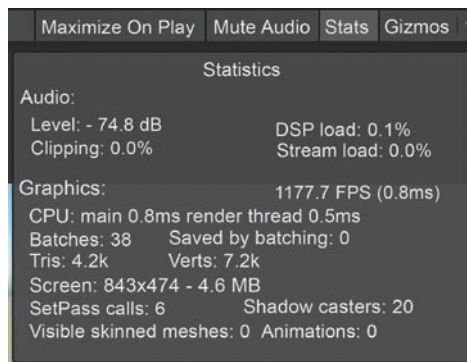 Maximize On Play Mute Audio Stats Gizmos
Statistics
Audio:
Level: - 74.8 dB DSP load: 0.1%
Clipping: 0.0% Stream load: 0.0%
Graphics: 1177.7 FPS (0.8ms)
CPU: main 0.8ms render thread 0.5ms
Batches: 38 Saved by batching: 0
Tris: 4.2k Verts: 7.2k
Screen: 843x474 - 4.6 MB
SetPass calls: 6 Shadow casters: 20
Visible skinned meshes: 0 Animations: 0